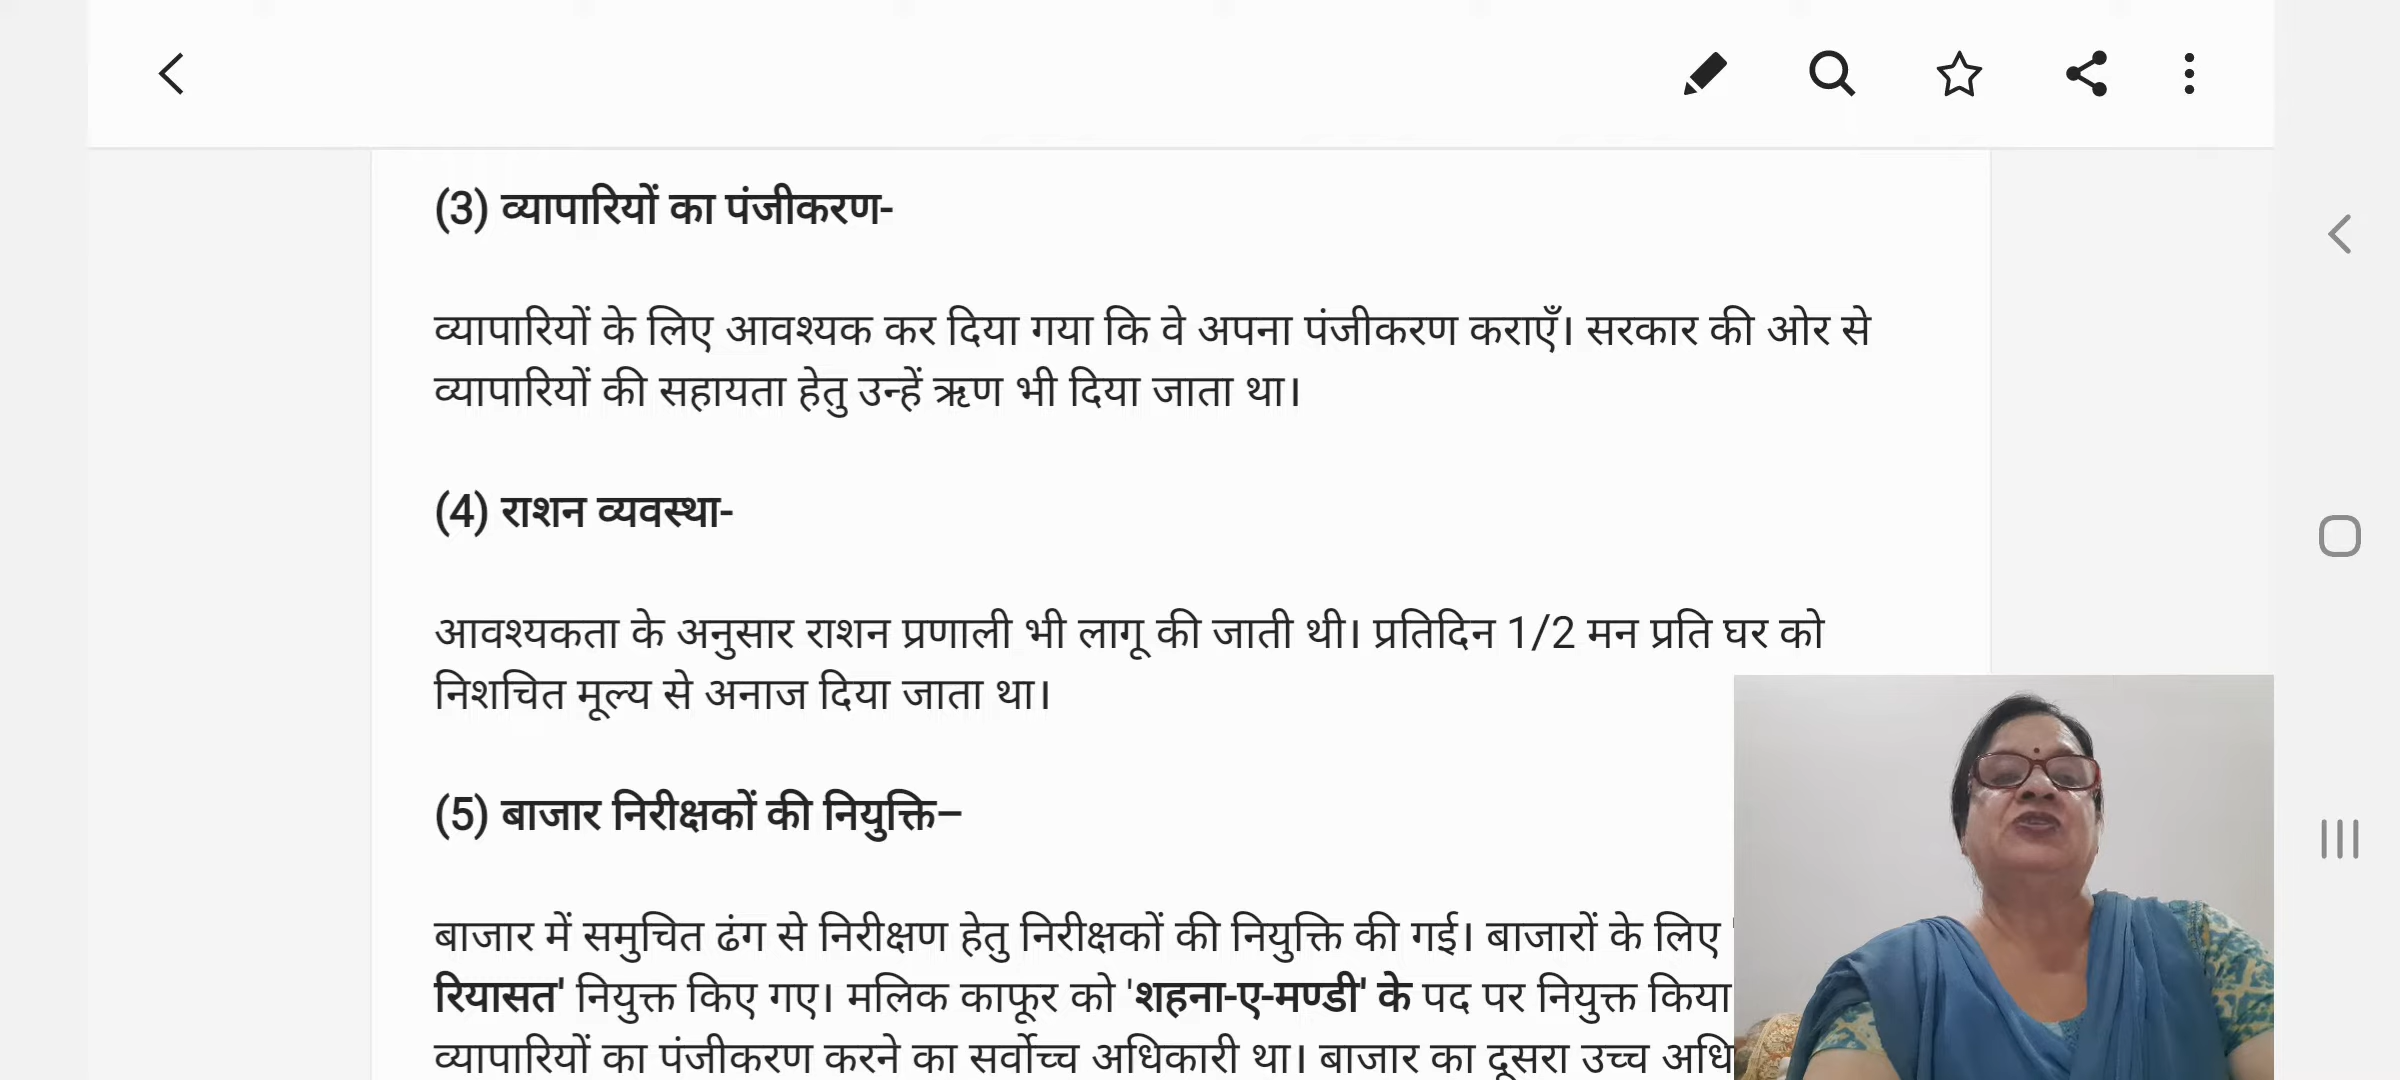 (3) व्यापारियों का पंजीकरण-
व्यापारियों के लिए आवश्यक कर दिया गया कि वे अपना पंजीकरण कराएँ। सरकार की ओर से
व्यापारियों की सहायता हेतु उन्हें ऋण भी दिया जाता था।
(4) राशन व्यवस्था-
आवश्यकता के अनुसार राशन प्रणाली भी लागू की जाती थी। प्रतिदिन 1/2 मन प्रति घर को
निशचित मूल्य से अनाज दिया जाता था।
(5) बाजार निरीक्षकों की नियुक्ति–
बाजार में समुचित ढंग से निरीक्षण हेतु निरीक्षकों की नियुक्ति की गई। बाजारों के लिए '
रियासत' नियुक्त किए गए। मलिक काफूर को 'शहना-ए-मण्डी' के पद पर नियुक्त किया
व्यापारियों का पंजीकरण करने का सर्वोच्च अधिकारी था। बाजार का दूसरा उच्च